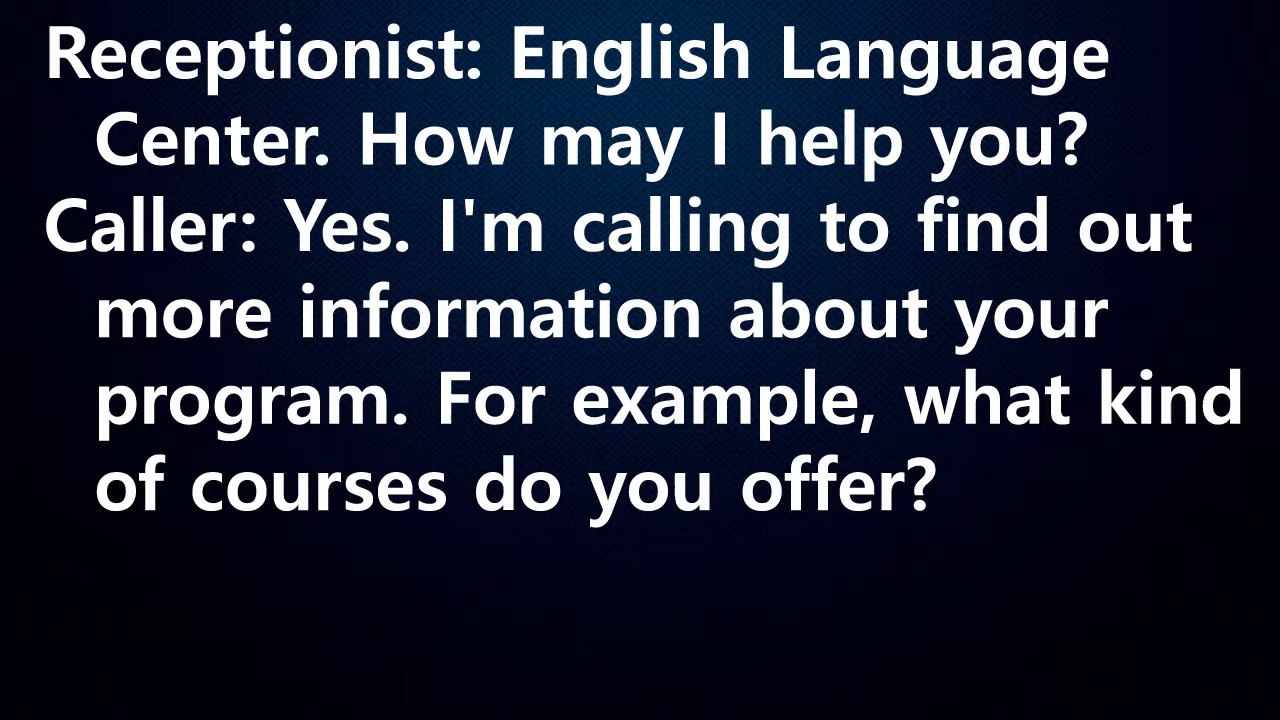 Receptionist: English Language
Center. How may I help you?
Caller: Yes. I'm calling to find out
more information about your
program. For example, what kind
of courses do you offer?